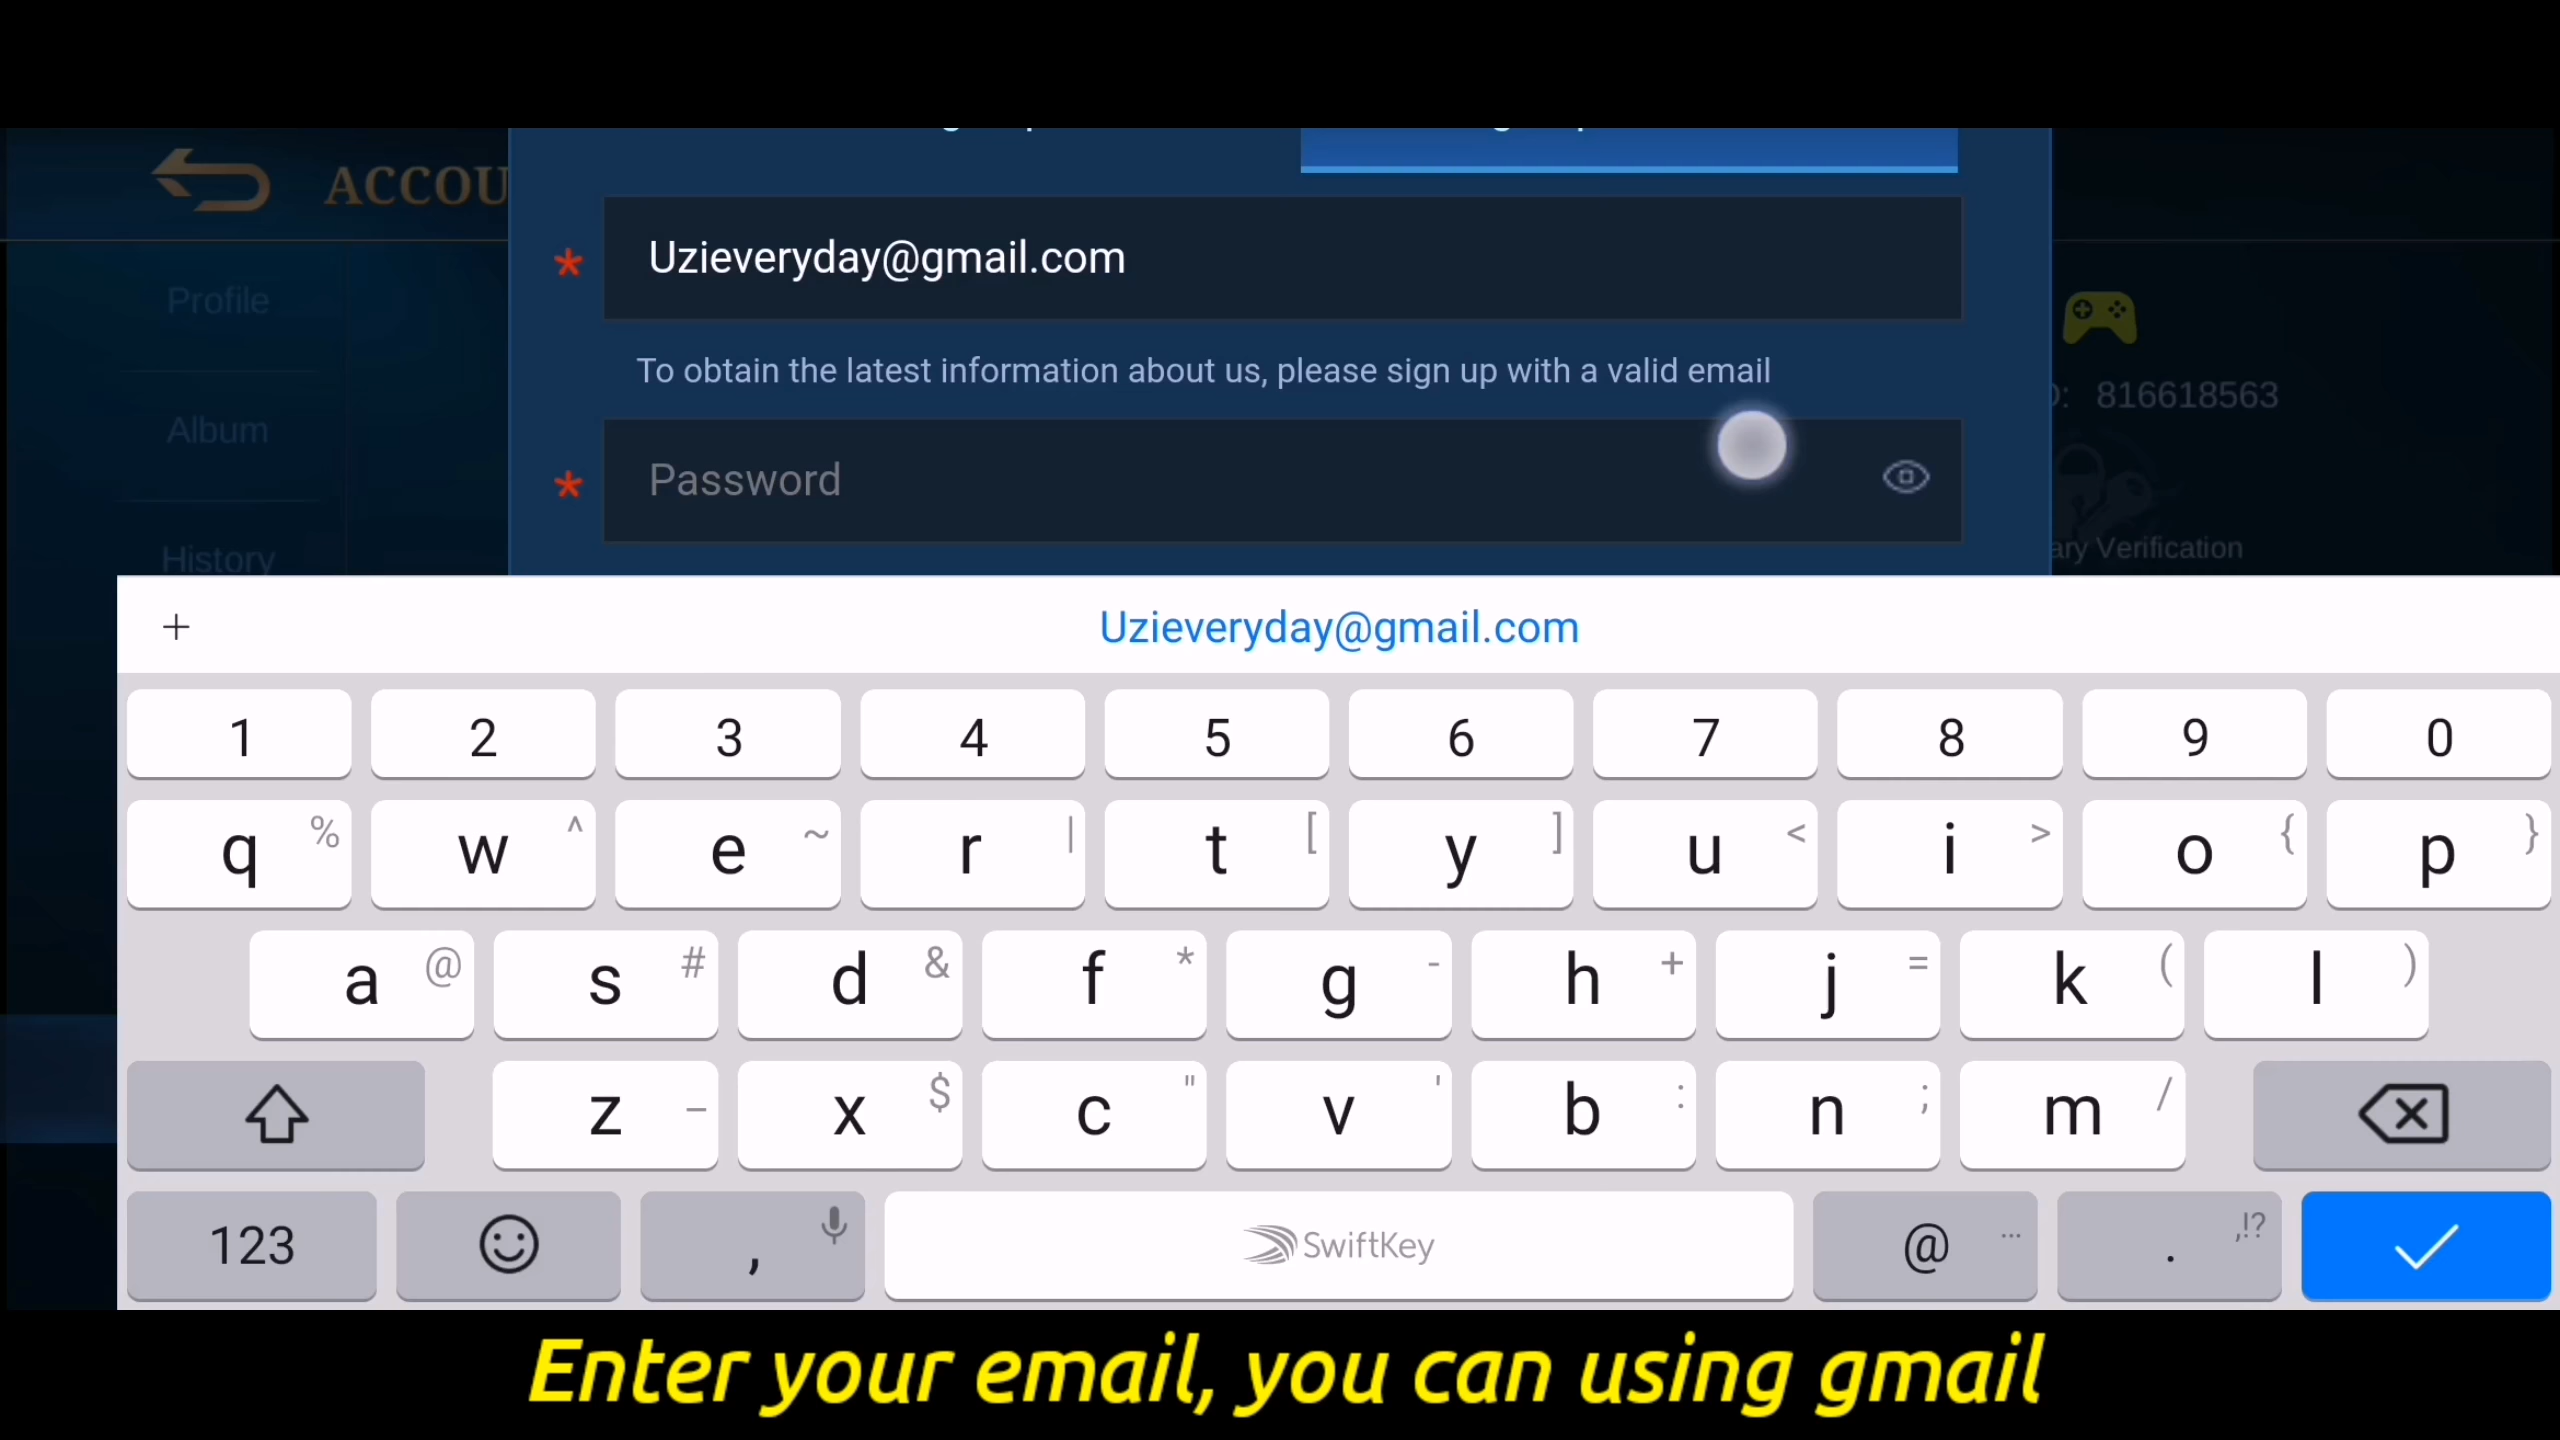 ACCOU
Uzieveryday@gmail.com
Profile
To obtain the latest information about us, please sign up with a valid email
816618563
Album
Password
Verification
History
+ Uzieveryday@gmail.com
1 2 3 4 5 6 7 8 9 0
q % w ^ e ~ r | t [ y ] u < i > o { p }
a @ s # d & f * g - h + j = k ( l )
z _ x $ c " v ' b : n ; m /
123 , SwiftKey @ ... . ,!?
Enter your email, you can using gmail